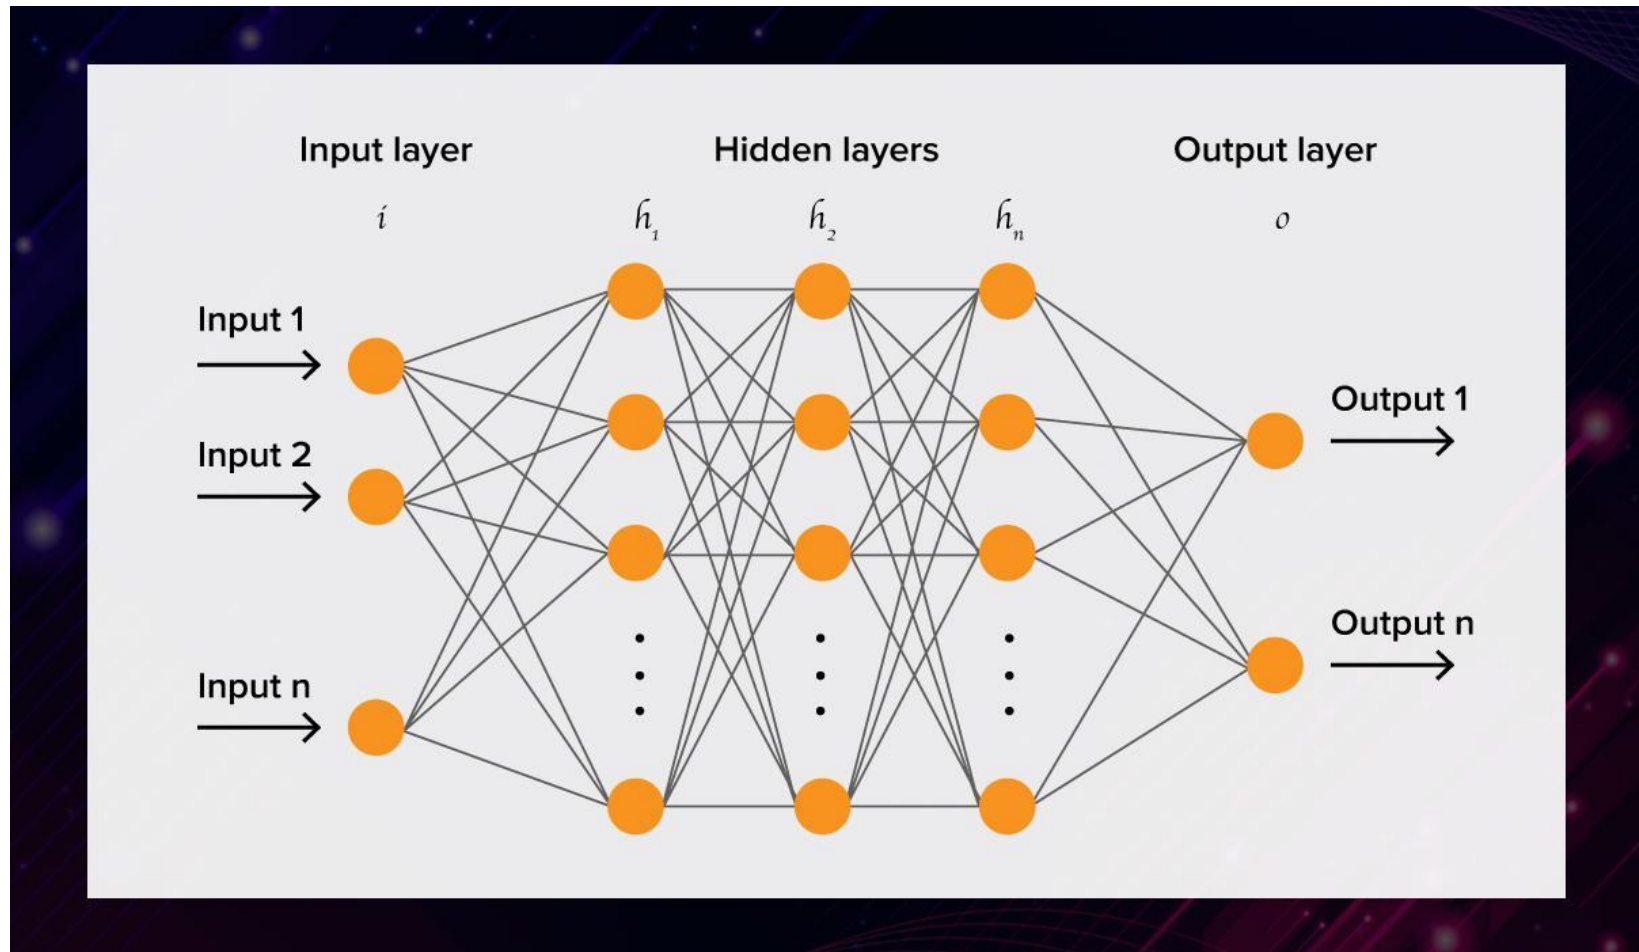 Input layer
Hidden layers
Output layer
i
h1
h2
hn
o
Input 1
Input 2
Input n
Output 1
Output n